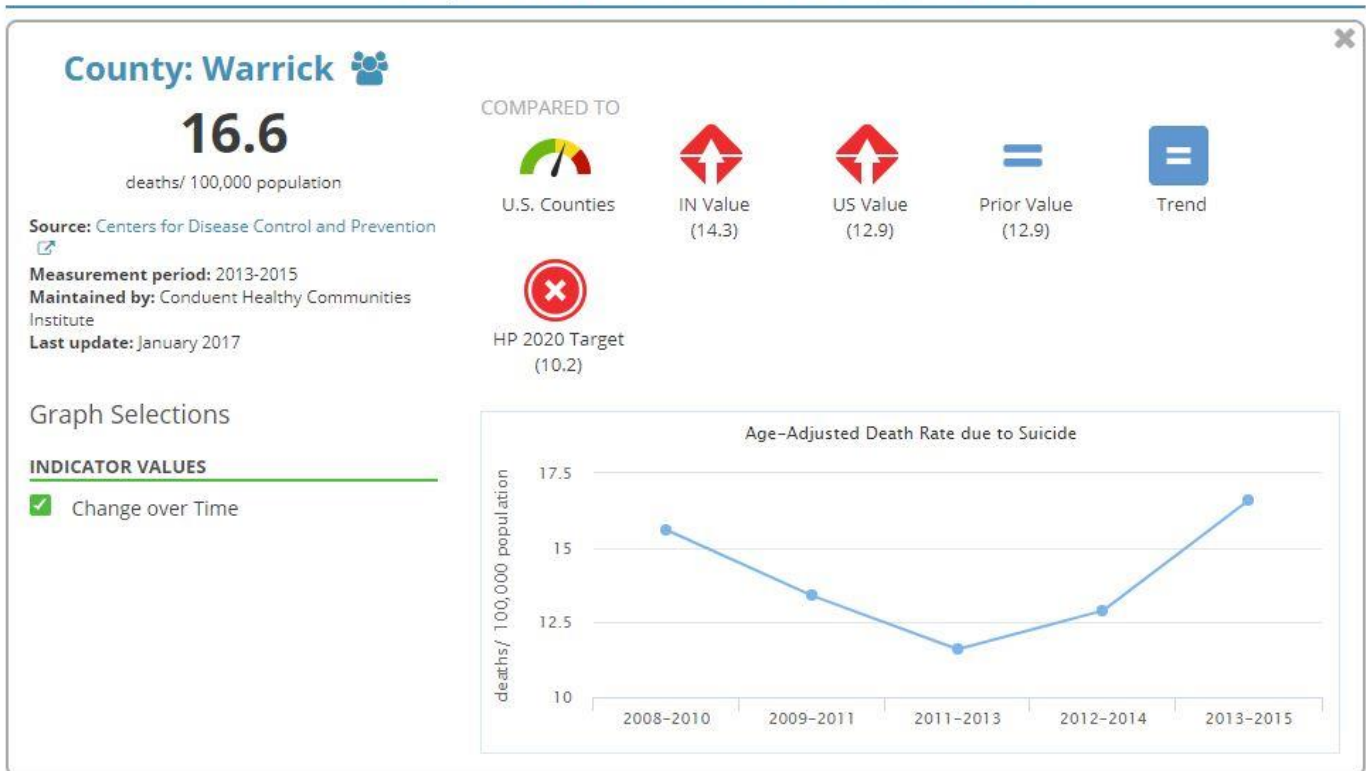 County: Warrick
16.6
deaths/ 100,000 population
Source: Centers for Disease Control and Prevention
Measurement period: 2013-2015
Maintained by: Conduent Healthy Communities
Institute
Last update: January 2017
COMPARED TO
U.S. Counties
IN Value
(14.3)
US Value
(12.9)
Prior Value
(12.9)
Trend
HP 2020 Target
(10.2)
Graph Selections
INDICATOR VALUES
Change over Time
Age-Adjusted Death Rate due to Suicide
deaths/ 100,000 population
17.5
15
12.5
10
2008-2010 2009-2011 2011-2013 2012-2014 2013-2015